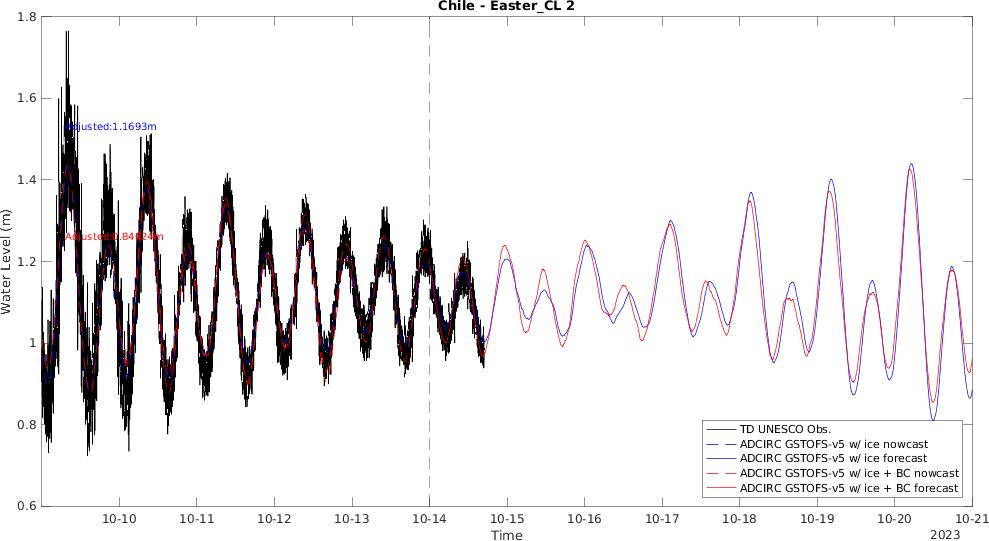 Chile - Easter_CL 2
1.8
1.6
1.4
1.2
1
0.8
0.6
Water Level (m)
Adjusted:1.1693m
10-10
10-11
10-12
10-13
10-14
10-15
10-16
10-17
10-18
10-19
10-20
10-21
Time
2023
TD UNESCO Obs.
ADCIRC GSTOFS-v5 w/ ice nowcast
ADCIRC GSTOFS-v5 w/ ice forecast
ADCIRC GSTOFS-v5 w/ ice + BC nowcast
ADCIRC GSTOFS-v5 w/ ice + BC forecast